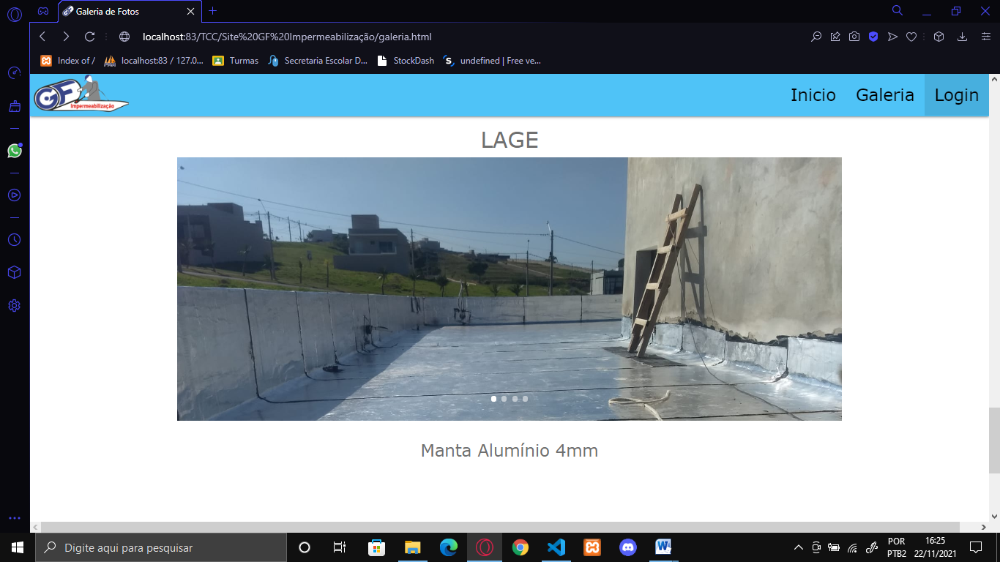 Galeria de Fotos
localhost:83/TCC/Site%20GF%20Impermeabilização/galeria.html
Index of /
localhost:83 / 127.0...
Turmas
Secretaria Escolar D...
StockDash
undefined | Free ve...
GF
Impermeabilização
Inicio
Galeria
Login
LAGE
Manta Alumínio 4mm
Digite aqui para pesquisar
POR
PTB2
16:25
22/11/2021